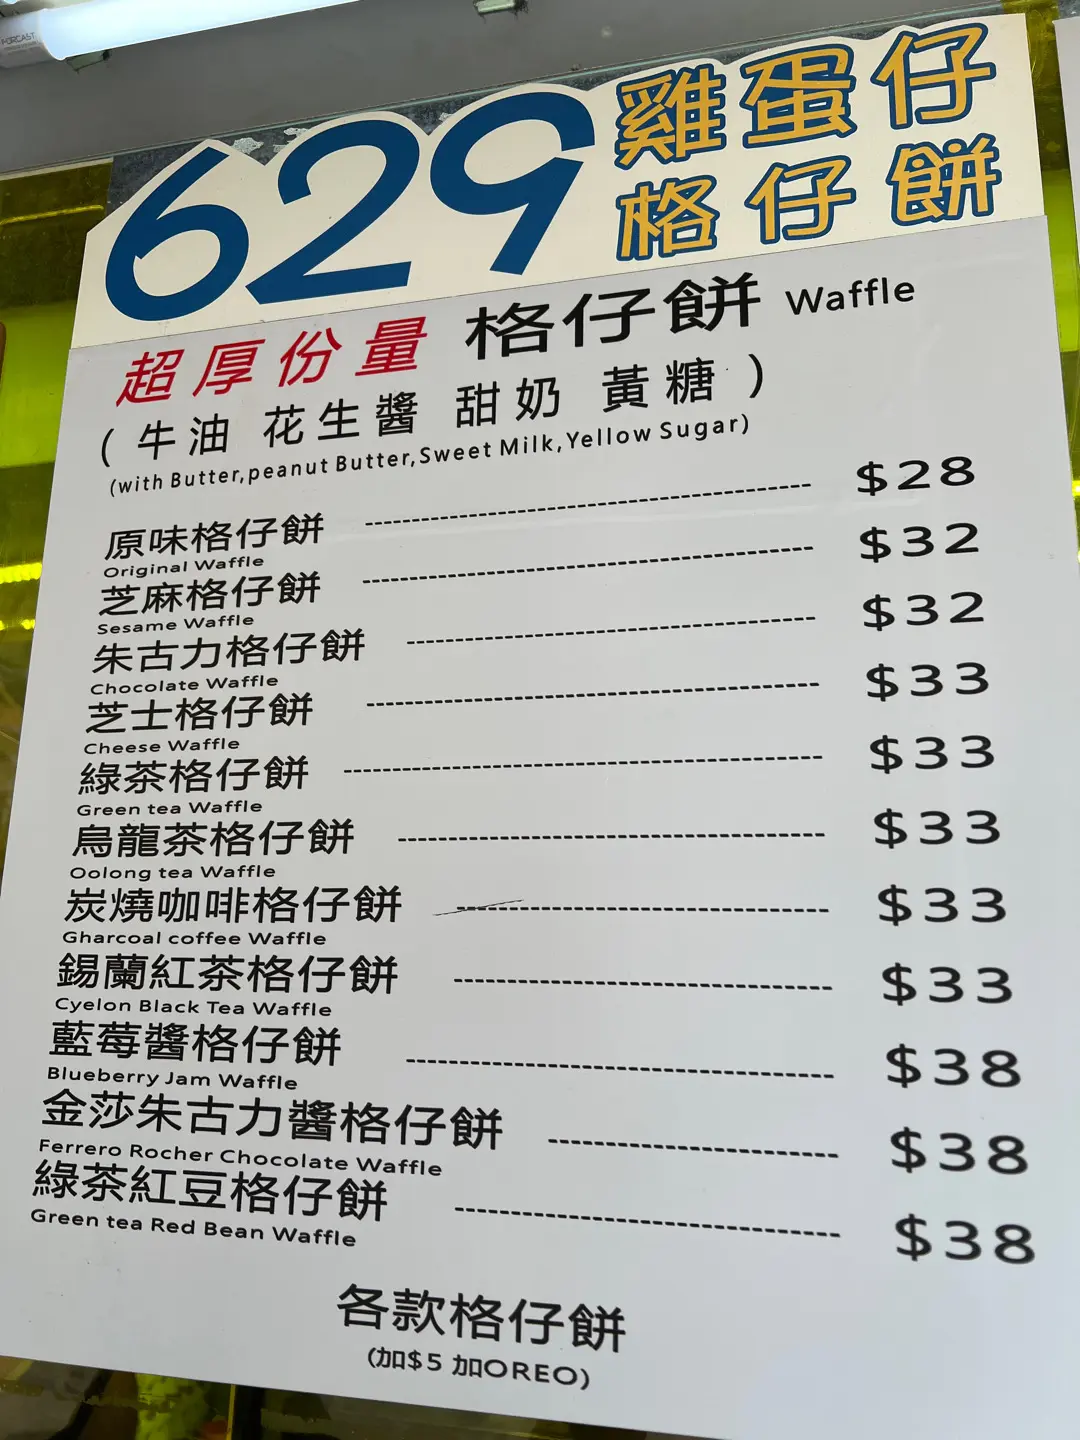 FORCAST
629 雞蛋仔
格仔餅
超厚份量 格仔餅 Waffle
(牛油 花生醬 甜奶 黃糖)
(with Butter,peanut Butter,Sweet Milk,Yellow Sugar)
原味格仔餅 $28
Original Waffle
芝麻格仔餅 $32
Sesame Waffle
朱古力格仔餅 $32
Chocolate Waffle
芝士格仔餅 $33
Cheese Waffle
綠茶格仔餅 $33
Green tea Waffle
烏龍茶格仔餅 $33
Oolong tea Waffle
炭燒咖啡格仔餅 $33
Gharcoal coffee Waffle
錫蘭紅茶格仔餅 $33
Cyelon Black Tea Waffle
藍莓醬格仔餅 $38
Blueberry Jam Waffle
金莎朱古力醬格仔餅 $38
Ferrero Rocher Chocolate Waffle
綠茶紅豆格仔餅 $38
Green tea Red Bean Waffle
各款格仔餅
(加$5 加OREO)